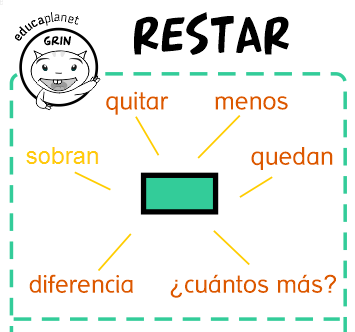 educaplanet
GRIN
RESTAR
quitar
menos
sobran
quedan
diferencia
¿cuántos más?